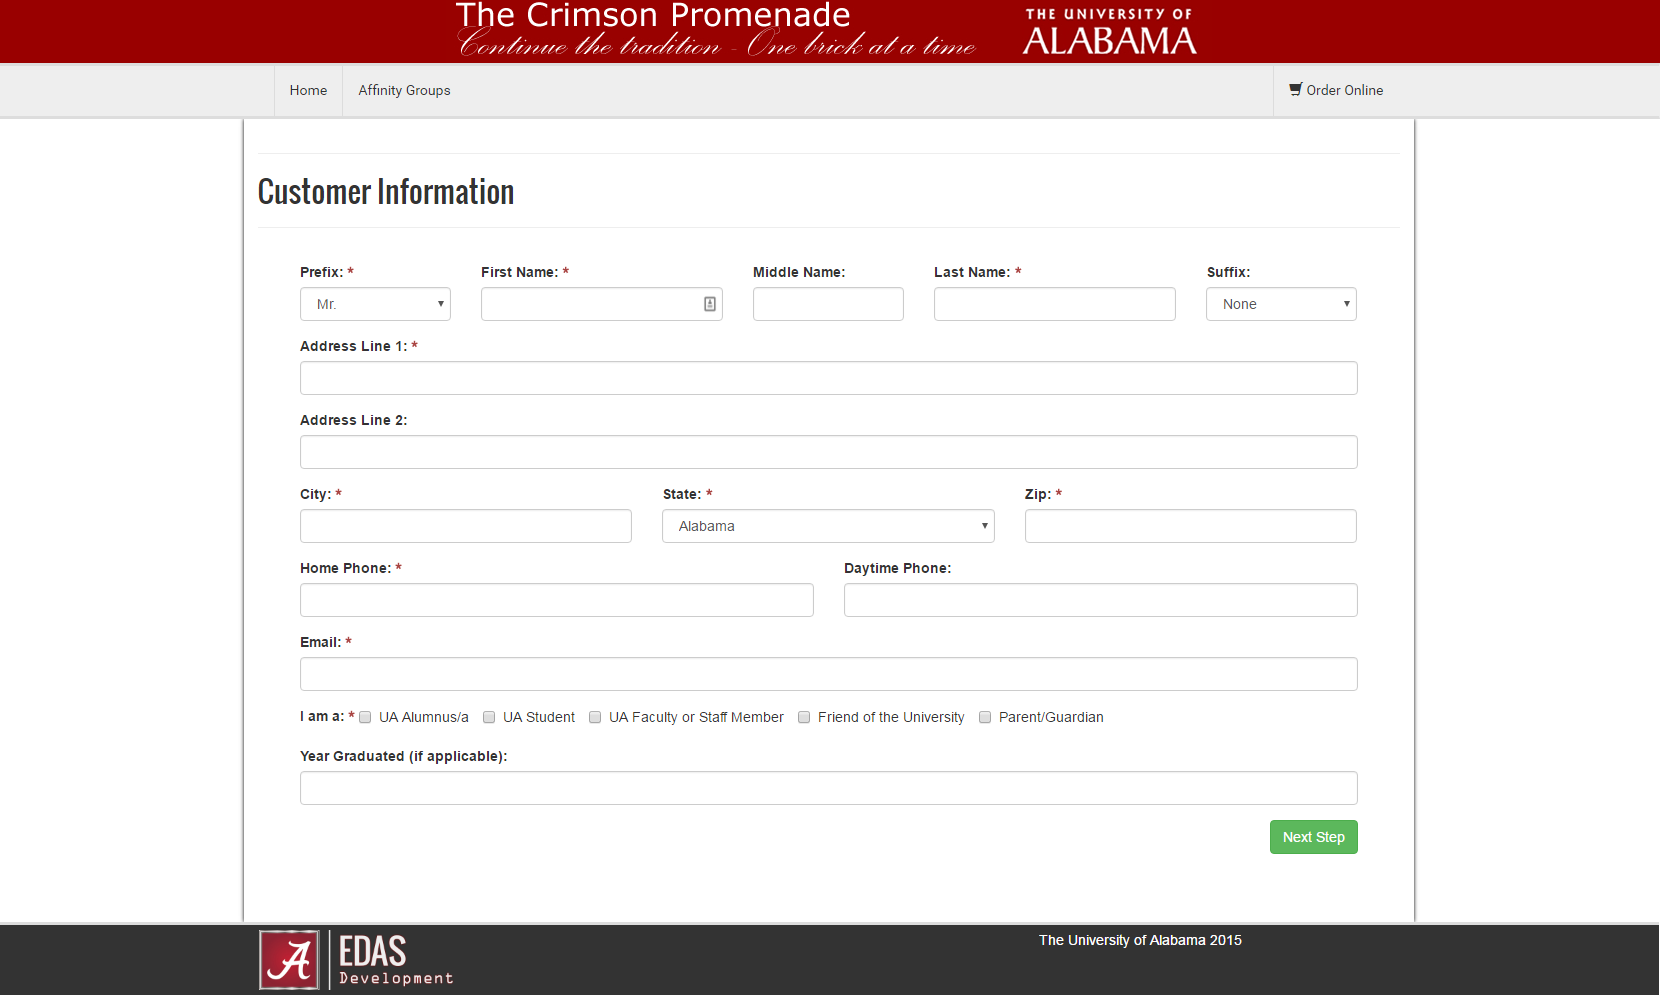 The Crimson Promenade
Continue the tradition - One brick at a time
THE UNIVERSITY OF
ALABAMA
Home
Affinity Groups
Order Online
Customer Information
Prefix: * First Name: * Middle Name: Last Name: * Suffix:
Mr. None
Address Line 1: *
Address Line 2:
City: * State: * Zip: *
Alabama
Home Phone: * Daytime Phone:
Email: *
I am a: * UA Alumnus/a UA Student UA Faculty or Staff Member Friend of the University Parent/Guardian
Year Graduated (if applicable):
Next Step
A
EDAS
Development
The University of Alabama 2015